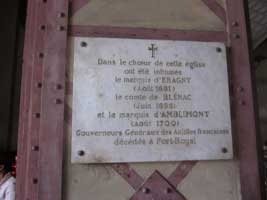 Dans le chœur de cette église
ont été inhumés
le marquis d'ERAGNY
(Août 1691)
le comte de BLÉNAC
(Juin 1696)
et le marquis d'AMBLIMONT
(Août 1700)
Gouverneurs Généraux des Antilles françaises
décédés à Fort-Royal